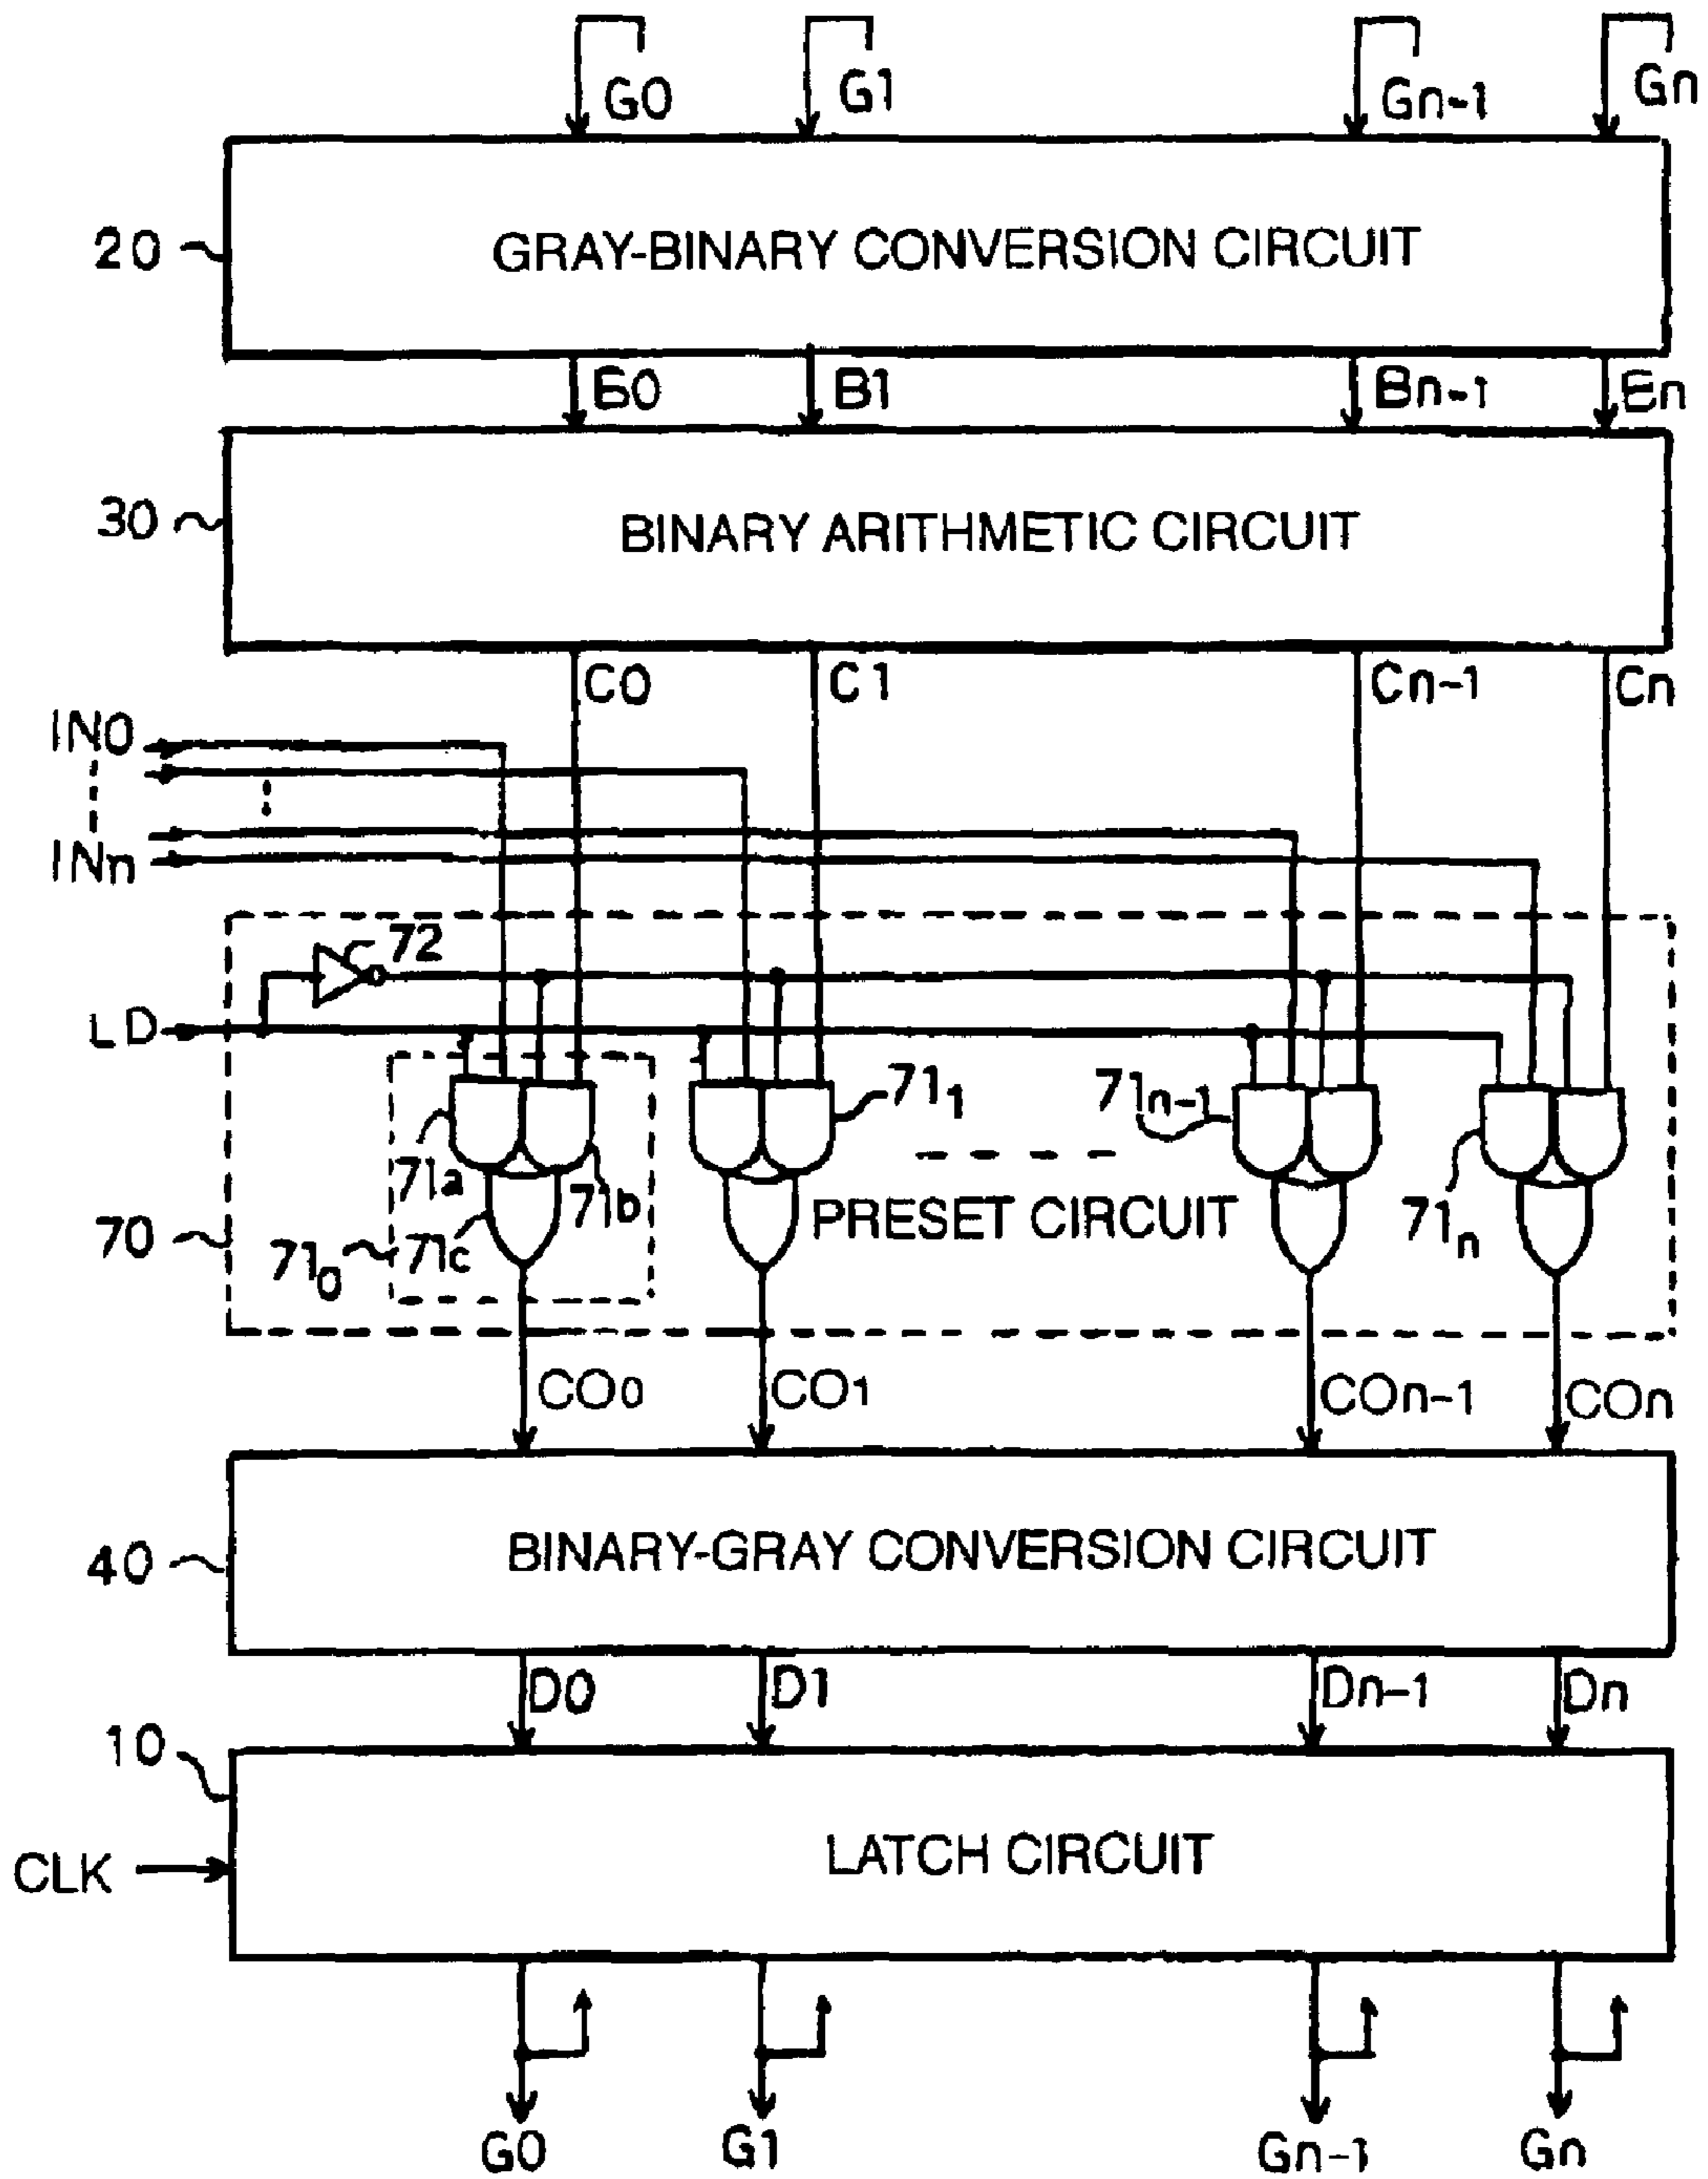 G0 G1 Gn-1 Gn
20 GRAY-BINARY CONVERSION CIRCUIT
B0 B1 Bn-1 Bn
30 BINARY ARITHMETIC CIRCUIT
C0 C1 Cn-1 Cn
IN0
INn
72
LD
71₁ 71n-1
71a 71b 71n
70 71₀ 71c PRESET CIRCUIT
CO₀ CO1 COn-1 COn
40 BINARY-GRAY CONVERSION CIRCUIT
D0 D1 Dn-1 Dn
10
CLK LATCH CIRCUIT
G0 G1 Gn-1 Gn